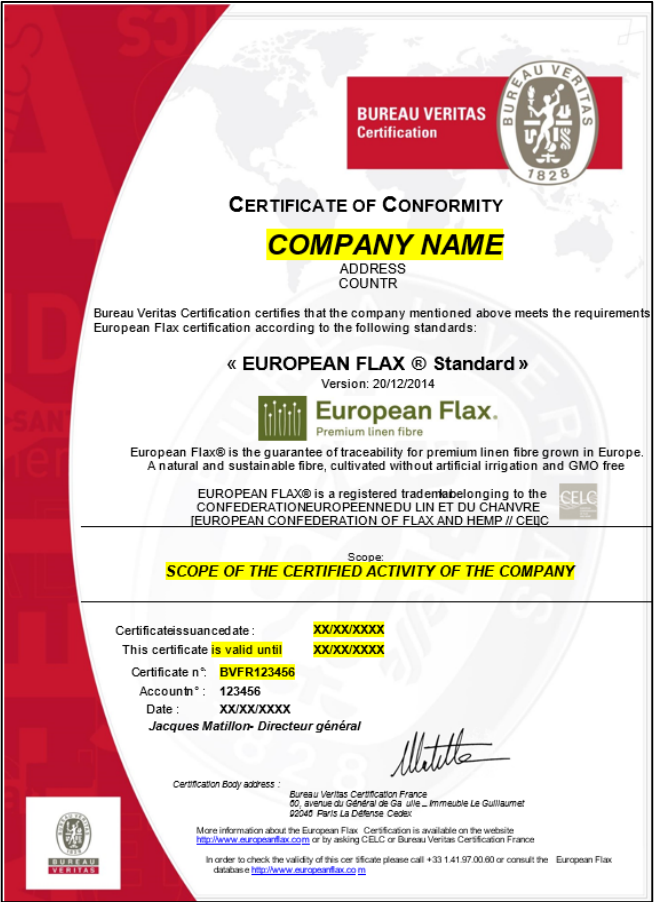 BUREAU VERITAS
Certification
BUREAU VERITAS
1828
CERTIFICATE OF CONFORMITY
COMPANY NAME
ADDRESS
COUNTR
Bureau Veritas Certification certifies that the company mentioned above meets the requirements
European Flax certification according to the following standards:
« EUROPEAN FLAX ® Standard »
Version: 20/12/2014
European Flax®
Premium linen fibre
European Flax® is the guarantee of traceability for premium linen fibre grown in Europe.
A natural and sustainable fibre, cultivated without artificial irrigation and GMO free
EUROPEAN FLAX® is a registered belonging to the
CELC
CONFEDERATIONEUROPEENNEDU LIN ET DU CHANVRE
[EUROPEAN CONFEDERATION OF FLAX AND HEMP // CELC
Scope:
SCOPE OF THE CERTIFIED ACTIVITY OF THE COMPANY
Certificateissuancedate : XX/XX/XXXX
This certificate is valid until XX/XX/XXXX
Certificate n°: BVFR123456
Accountn° : 123456
Date : XX/XX/XXXX
Jacques Matillon- Directeur général
Certification Body address :
Bureau Veritas Certification France
60, avenue du Général de Ga ulle _ Immeuble Le Guillaumet
92046 Paris La Défense Cedex
More information about the European Flax Certification is available on the website
http://www.europeanflax.com or by asking CELC or Bureau Veritas Certification France
In order to check the validity of this cer tificate please call +33 1.41.97.00.60 or consult the European Flax
database http://www.europeanflax.co m
BUREAU
VERITAS